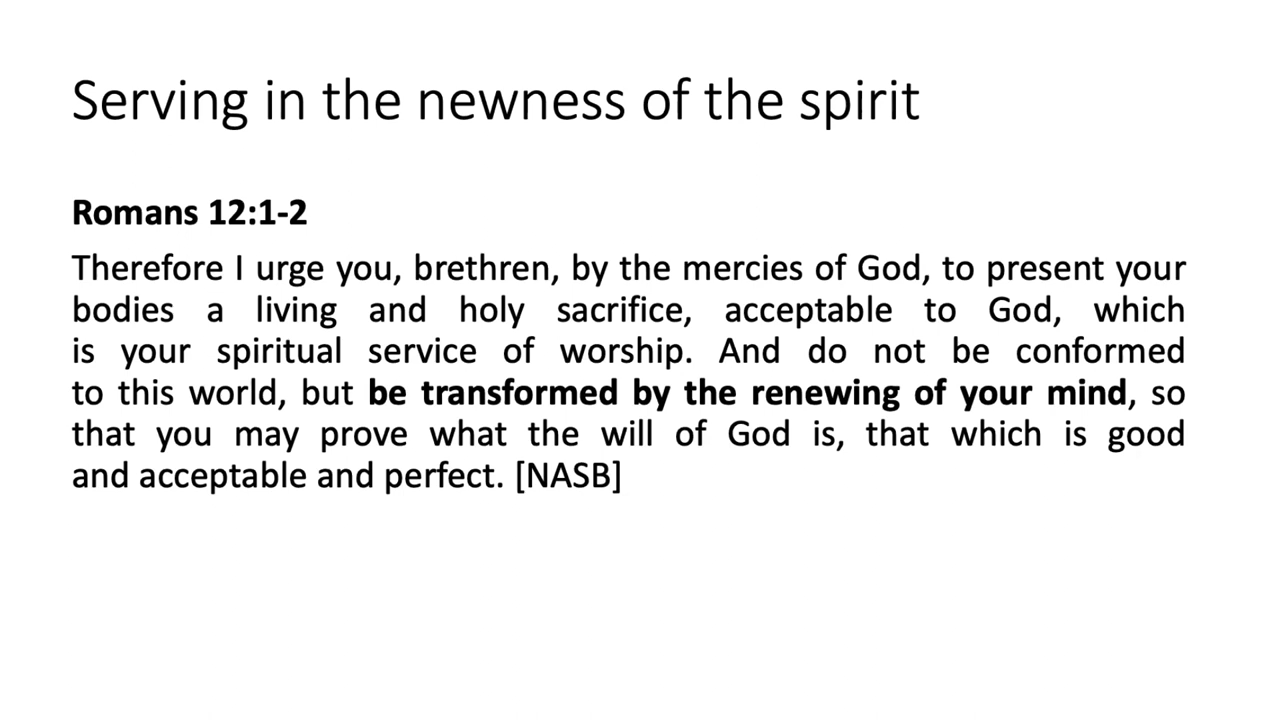 Serving in the newness of the spirit
Romans 12:1-2
Therefore I urge you, brethren, by the mercies of God, to present your
bodies a living and holy sacrifice, acceptable to God, which
is your spiritual service of worship. And do not be conformed
to this world, but be transformed by the renewing of your mind, so
that you may prove what the will of God is, that which is good
and acceptable and perfect. [NASB]